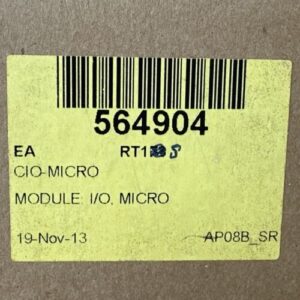 564904
EA RT1 S
CIO-MICRO
MODULE, I/O, MICRO
19-Nov-13 AP08B_SR